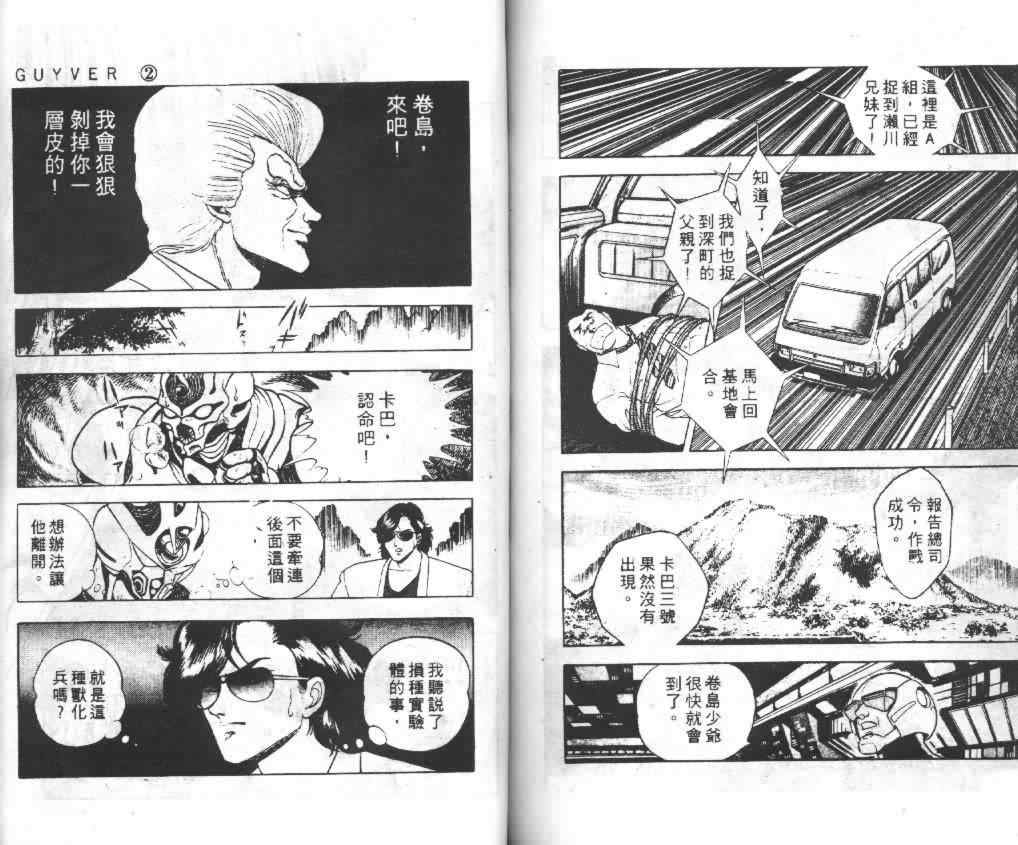 這裡是A
組，已經
捉到瀨川
兄妹了！
知道了，
我們也捉
到深町的
父親了！
馬上回
基地會
合。
報告總司
令，作戰
成功。
卡巴三號
果然沒有
出現。
卷島少爺
很快就會
到了。
GUYVER ②
卷島，
來吧！
我會狠狠
剝掉你一
層皮的！
卡巴，
認命吧！
不要牽連
後面這個
想辦法讓
他離開。
我聽說了
損種實驗
體的事，
就是這
種獸化
兵嗎？